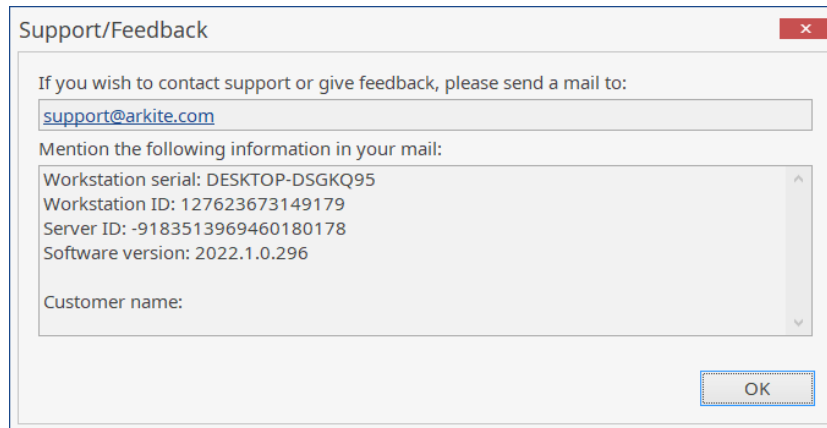 Support/Feedback
If you wish to contact support or give feedback, please send a mail to:
support@arkite.com
Mention the following information in your mail:
Workstation serial: DESKTOP-DSGKQ95
Workstation ID: 127623673149179
Server ID: -9183513969460180178
Software version: 2022.1.0.296
Customer name:
OK